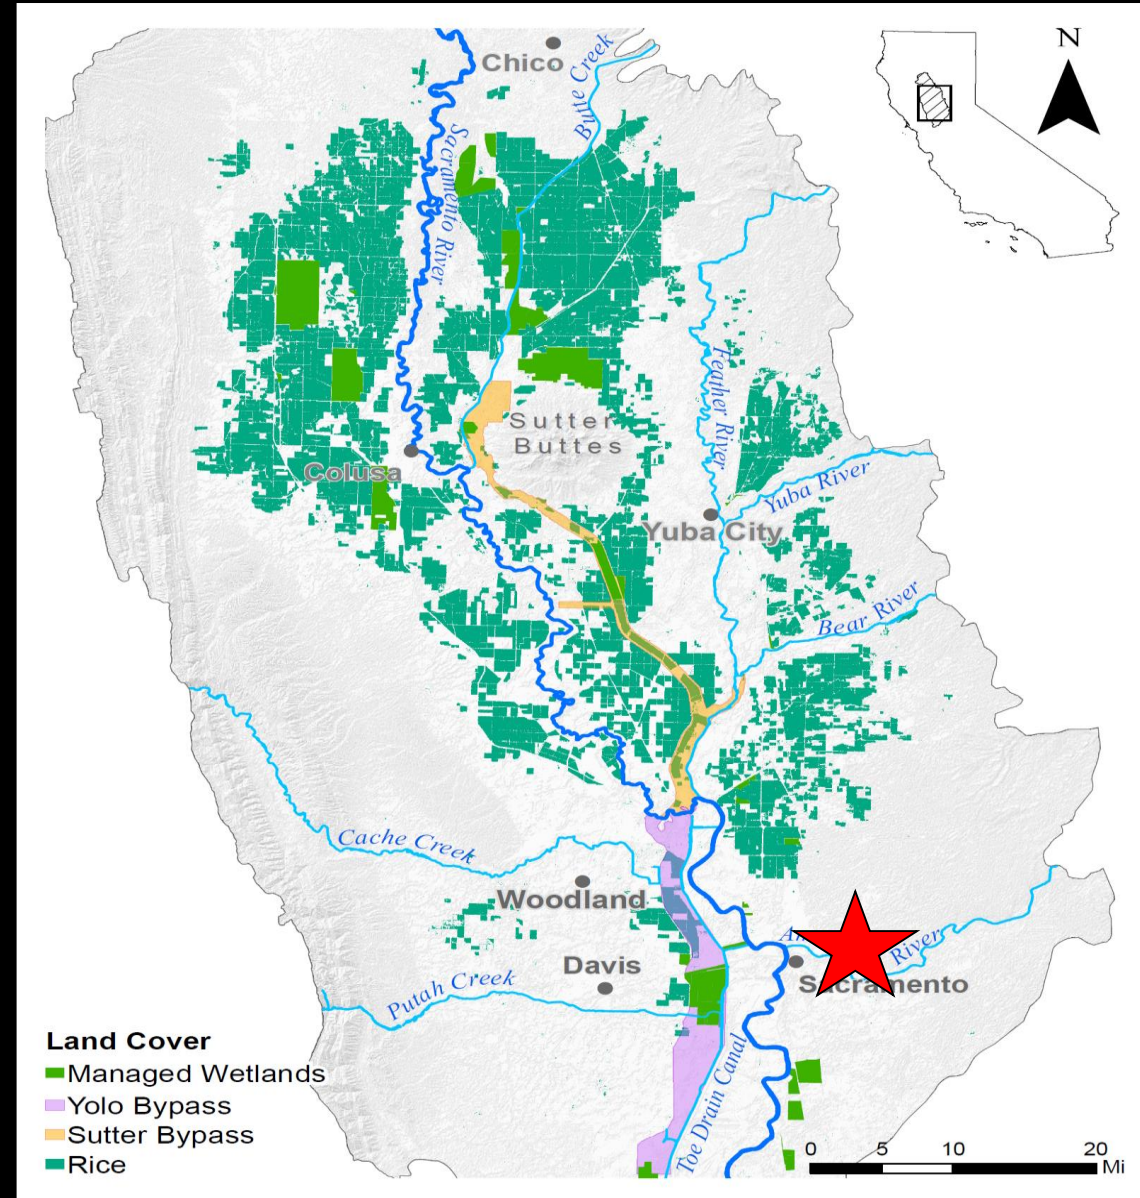 Chico
Butte Creek
N
Sacramento River
Feather River
Sutter
Buttes
Colusa
Yuba River
Yuba City
Bear River
Cache Creek
Woodland
River
Davis
Sacramento
Putah Creek
Toe Drain Canal
Land Cover
Managed Wetlands
Yolo Bypass
Sutter Bypass
Rice
0 5 10 20
Mi